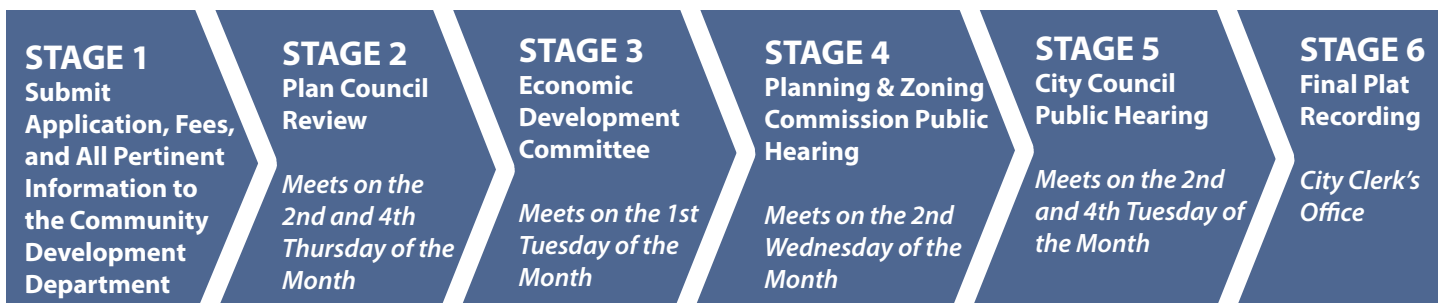 STAGE 1
Submit
Application, Fees,
and All Pertinent
Information to
the Community
Development
Department
STAGE 2
Plan Council
Review
Meets on the
2nd and 4th
Thursday of the
Month
STAGE 3
Economic
Development
Committee
Meets on the 1st
Tuesday of the
Month
STAGE 4
Planning & Zoning
Commission Public
Hearing
Meets on the 2nd
Wednesday of the
Month
STAGE 5
City Council
Public Hearing
Meets on the 2nd
and 4th Tuesday of
the Month
STAGE 6
Final Plat
Recording
City Clerk's
Office